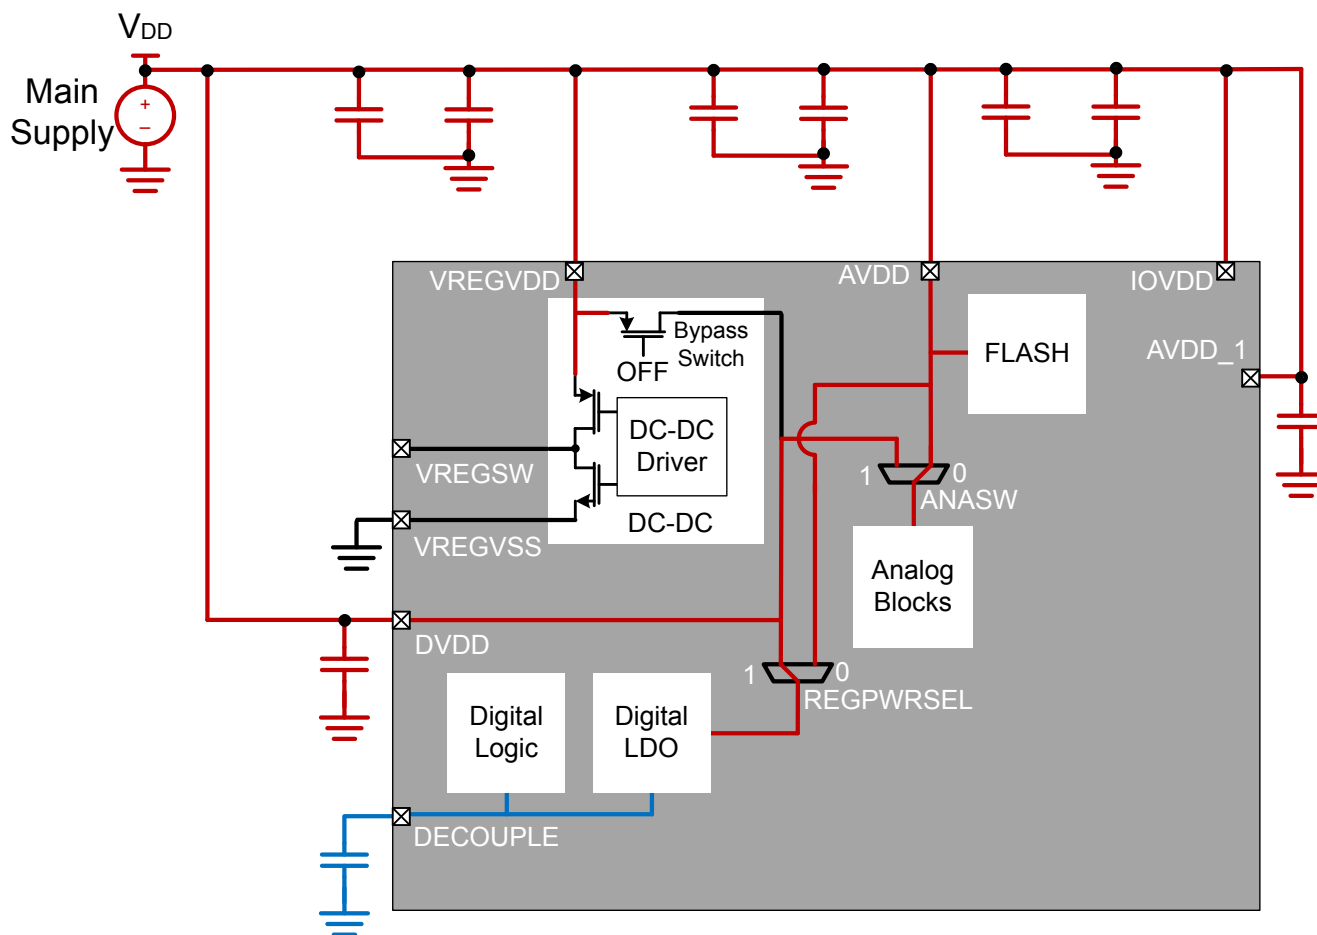 VDD
Main
Supply
+
–
VREGVDD
AVDD
IOVDD
Bypass
Switch
OFF
FLASH
AVDD_1
DC-DC
Driver
VREGSW
1
0
ANASW
DC-DC
VREGVSS
Analog
Blocks
DVDD
1
0
REGPWRSEL
Digital
Logic
Digital
LDO
DECOUPLE